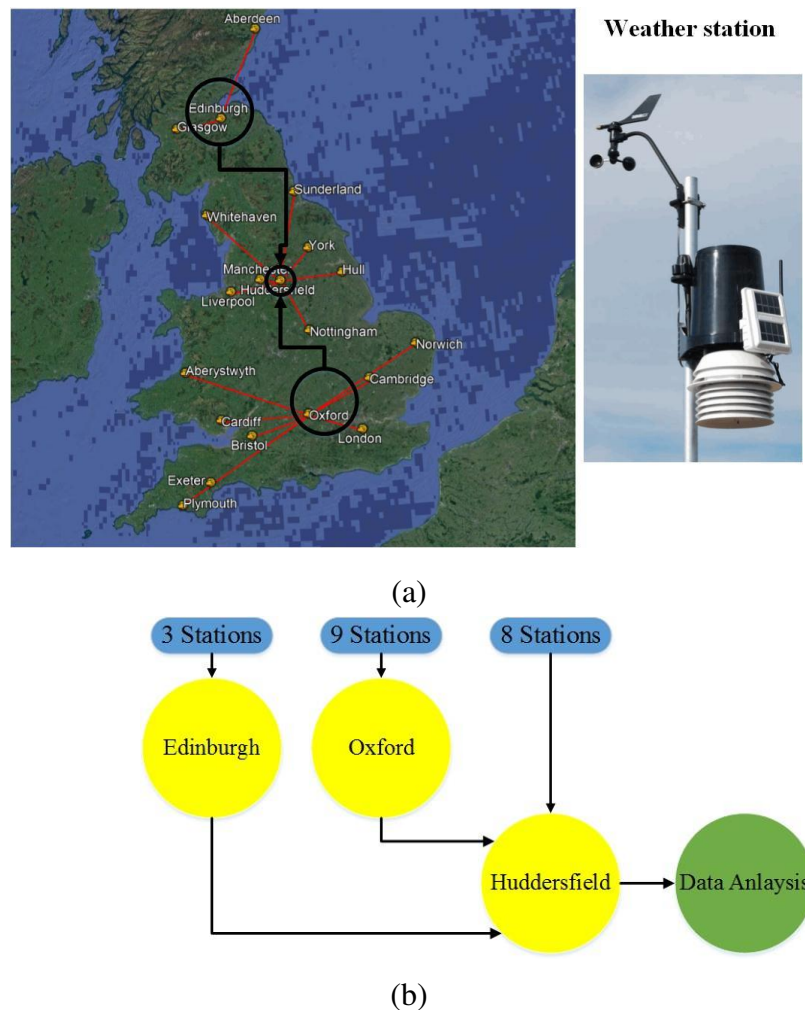 Aberdeen
Weather station
Edinburgh
Glasgow
Sunderland
Whitehaven
York
Manchester
Hull
Huddersfield
Liverpool
Nottingham
Norwich
Aberystwyth
Cambridge
Cardiff
Oxford
Bristol
London
Exeter
Plymouth
(a)
3 Stations
9 Stations
8 Stations
Edinburgh
Oxford
Huddersfield
Data Anlaysis
(b)